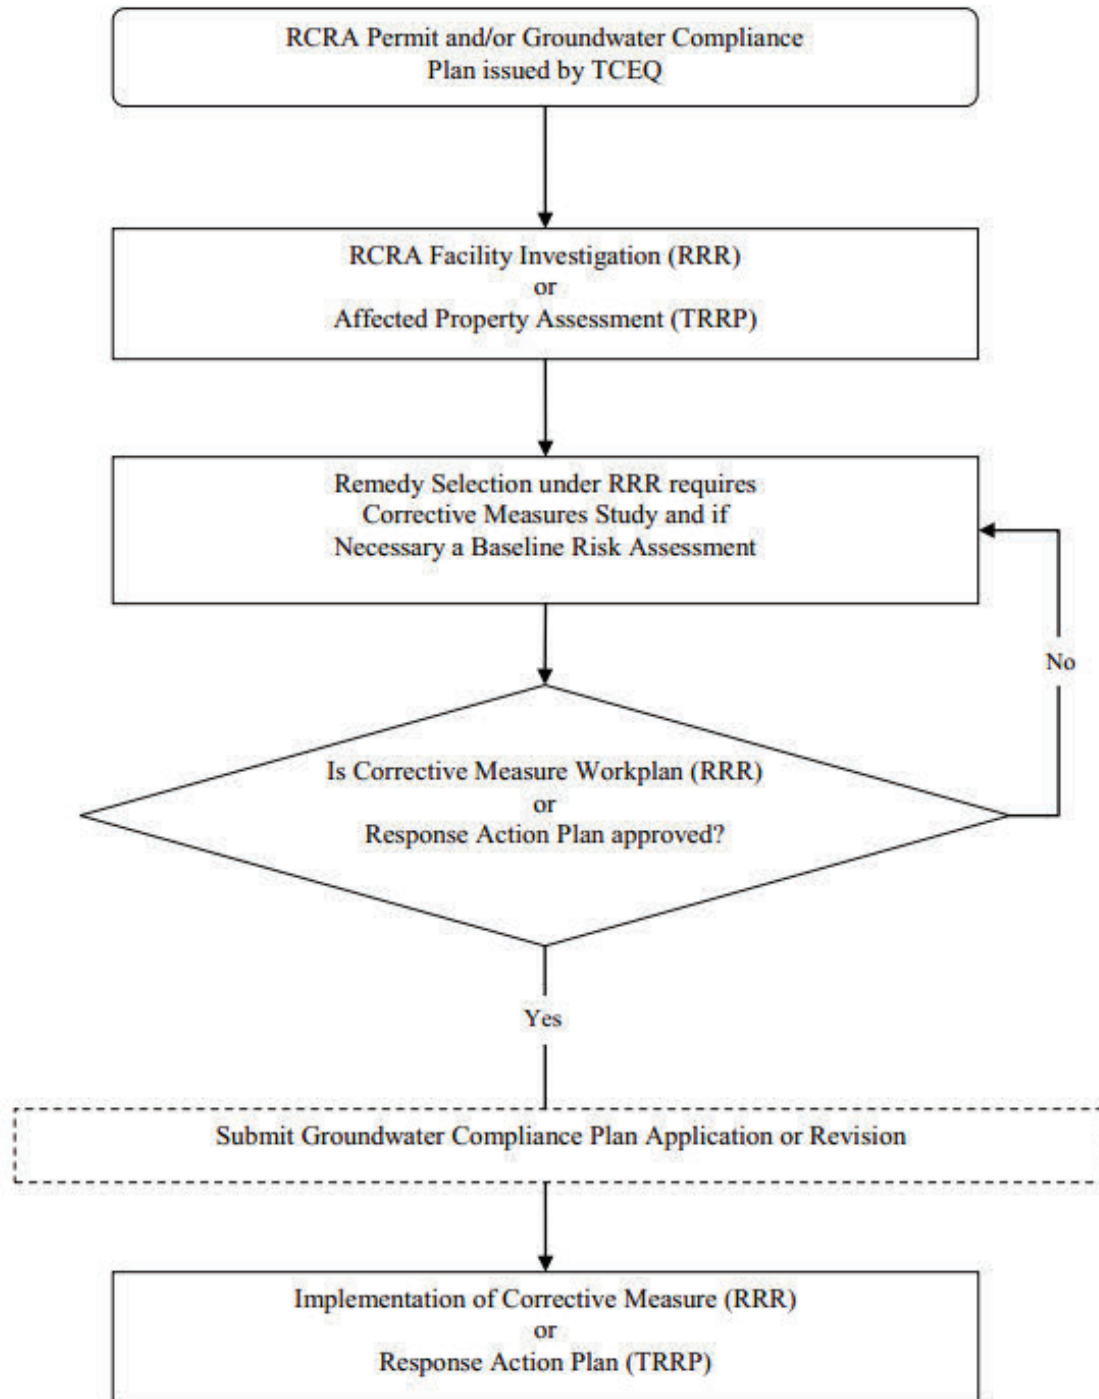 RCRA Permit and/or Groundwater Compliance
Plan issued by TCEQ
RCRA Facility Investigation (RRR)
or
Affected Property Assessment (TRRP)
Remedy Selection under RRR requires
Corrective Measures Study and if
Necessary a Baseline Risk Assessment
No
Is Corrective Measure Workplan (RRR)
or
Response Action Plan approved?
Yes
Submit Groundwater Compliance Plan Application or Revision
Implementation of Corrective Measure (RRR)
or
Response Action Plan (TRRP)